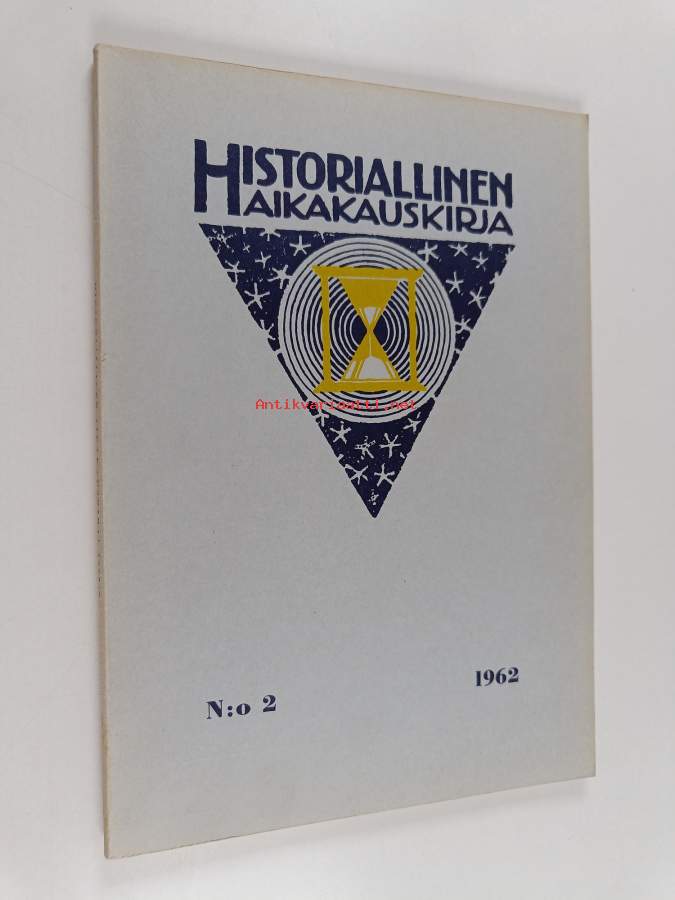 HISTORIALLINEN
AIKAKAUSKIRJA
Antikvariaatti.net
N:o 2
1962